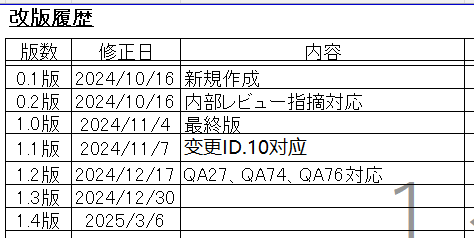 改版履歴
版数 修正日 内容
0.1版 2024/10/16 新規作成
0.2版 2024/10/16 内部レビュー指摘対応
1.0版 2024/11/4 最終版
1.1版 2024/11/7 变更ID.10对应
1.2版 2024/12/17 QA27、QA74、QA76対応
1.3版 2024/12/30
1.4版 2025/3/6
1